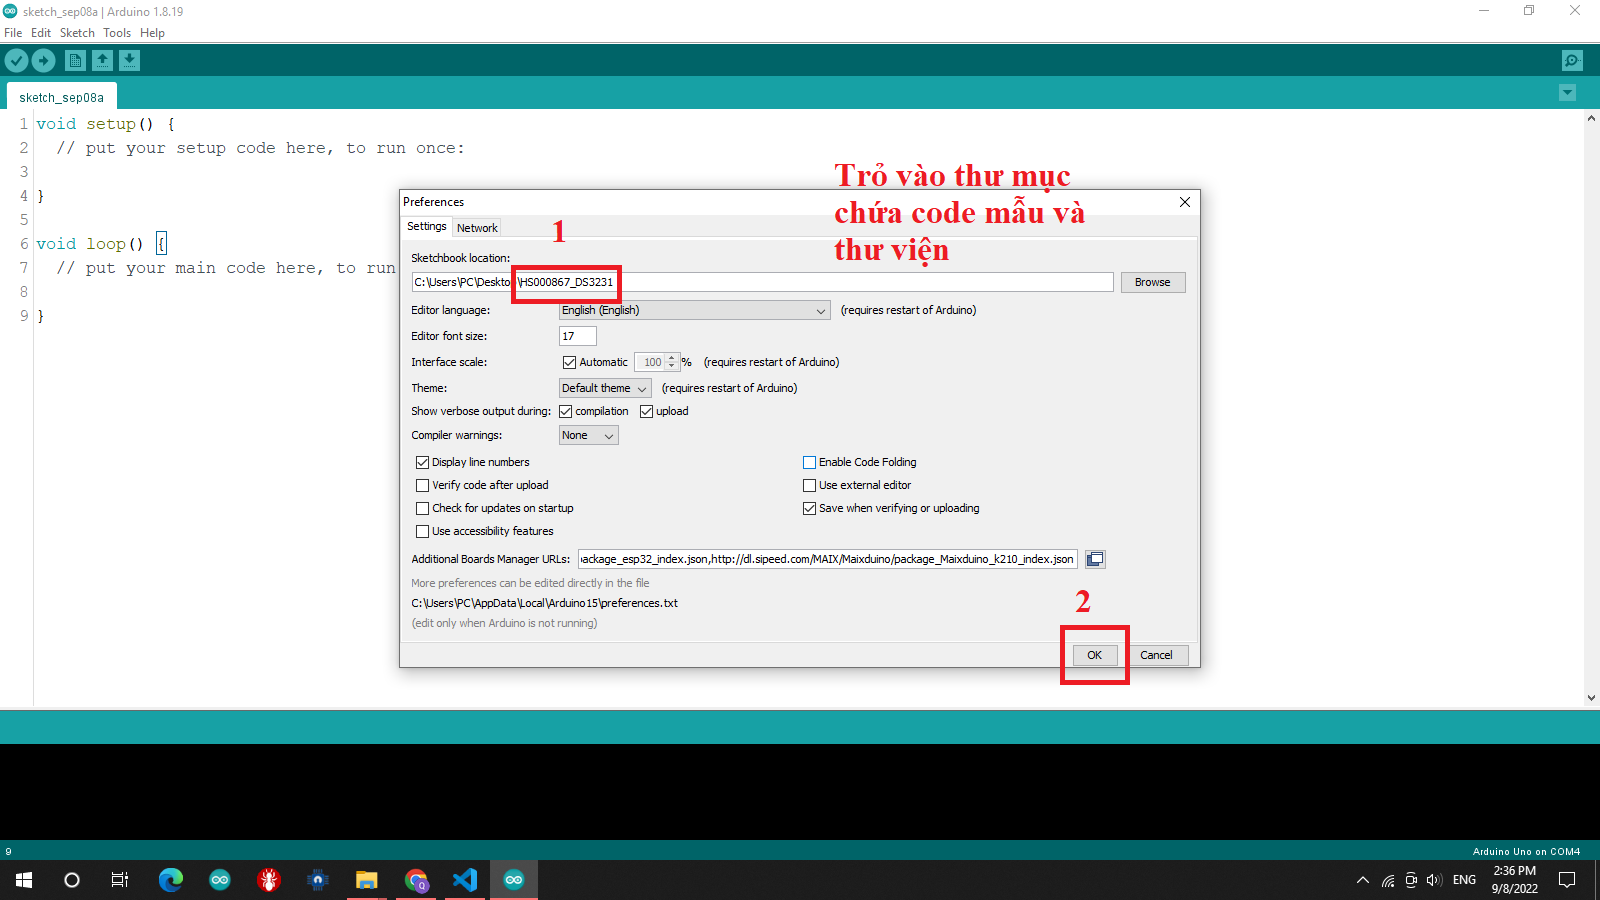 sketch_sep08a | Arduino 1.8.19
File Edit Sketch Tools Help
sketch_sep08a
1 void setup() {
2 // put your setup code here, to run once:
3
4 }
5
6 void loop() {
7 // put your main code here, to run
8
9 }
Trỏ vào thư mục
chứa code mẫu và
thư viện
Preferences
Settings Network
1
Sketchbook location:
C:\Users\PC\Deskto \HS000867_DS3231 Browse
Editor language: English (English) (requires restart of Arduino)
Editor font size: 17
Interface scale: Automatic 100 % (requires restart of Arduino)
Theme: Default theme (requires restart of Arduino)
Show verbose output during: compilation upload
Compiler warnings: None
Display line numbers Enable Code Folding
Verify code after upload Use external editor
Check for updates on startup Save when verifying or uploading
Use accessibility features
Additional Boards Manager URLs: package_esp32_index.json,http://dl.sipeed.com/MAIX/Maixduino/package_Maixduino_k210_index.json
More preferences can be edited directly in the file
C:\Users\PC\AppData\Local\Arduino15\preferences.txt
(edit only when Arduino is not running)
2
OK Cancel
9 Arduino Uno on COM4
Q
ENG
2:36 PM
9/8/2022